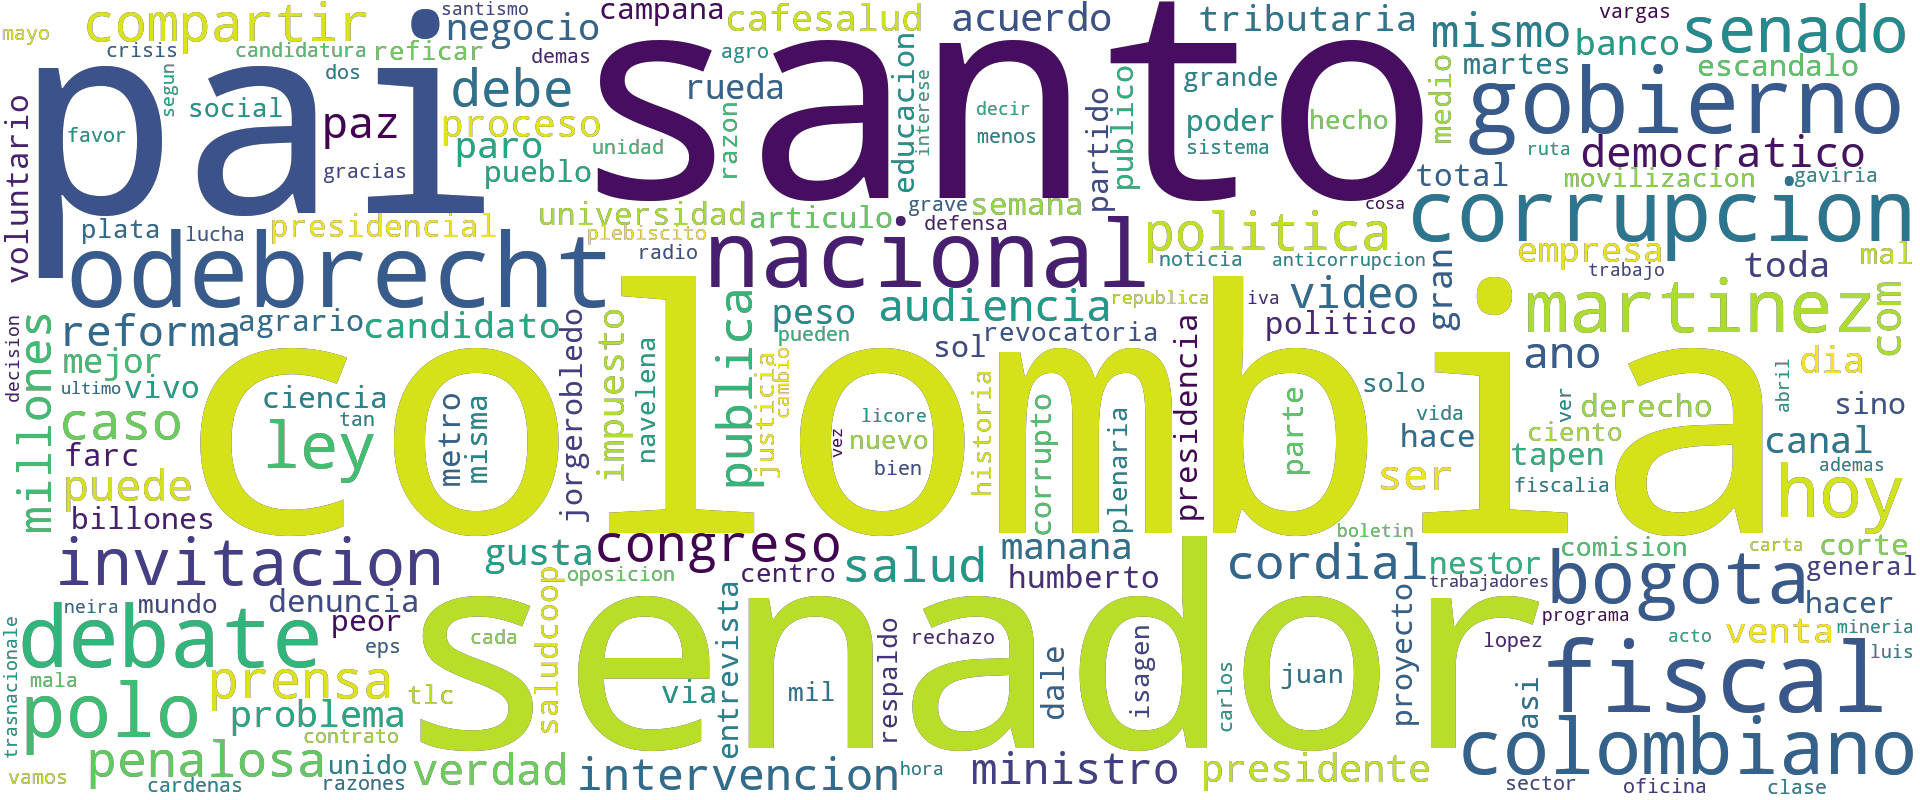 mayo
compartir
santismo
negocio
campana
cafesalud
acuerdo
tributaria
vargas
mismo
banco
senado
crisis
candidatura
reficar
demas
agro
educacion
interese
grande
medio
martes
escandalo
pai
santo
segun
dos
social
debe
rueda
razon
decir
menos
partido
publico
poder
sistema
hecho
gobierno
voluntario
favor
paz
proceso
paro
unidad
pueblo
gracias
ruta
democratico
total
movilizacion
gaviria
plata
lucha
presidencial
universidad
plebiscito
radio
articulo
grave
defensa
semana
cosa
politica
noticia
anticorrupcion
corrupcion
empresa
trabajo
toda
mal
odebrecht
nacional
republica
iva
video
gran
martinez
com
decision
millones
reforma
agrario
candidato
jorgerobledo
impuesto
publica
peso
pueden
audiencia
revocatoria
sol
presidencia
politico
ano
dia
mejor
ultimo
vivo
colombia
ciencia
tan
ley
metro
misma
navelena
justicia
cambio
licore
vez
nuevo
bien
historia
corrupto
plenaria
parte
solo
vida
hace
ser
ver
derecho
ciento
tapen
fiscalia
abril
sino
canal
ademas
hoy
caso
farc
puede
billones
invitacion
gusta
congreso
oposicion
centro
salud
manana
humberto
boletin
cordial
nestor
trabajadores
comision
carta
corte
general
bogota
hacer
programa
mineria
neira
mundo
denuncia
peor
eps
saludcoop
debate
senador
cada
entrevista
rechazo
respaldo
dale
isagen
carlos
juan
proyecto
lopez
acto
venta
luis
trasnacionale
mala
prensa
tlc
via
mil
fiscal
asi
polo
problema
contrato
penalosa
unido
verdad
intervencion
hora
ministro
presidente
colombiano
vamos
cardenas
razones
sector
oficina
clase